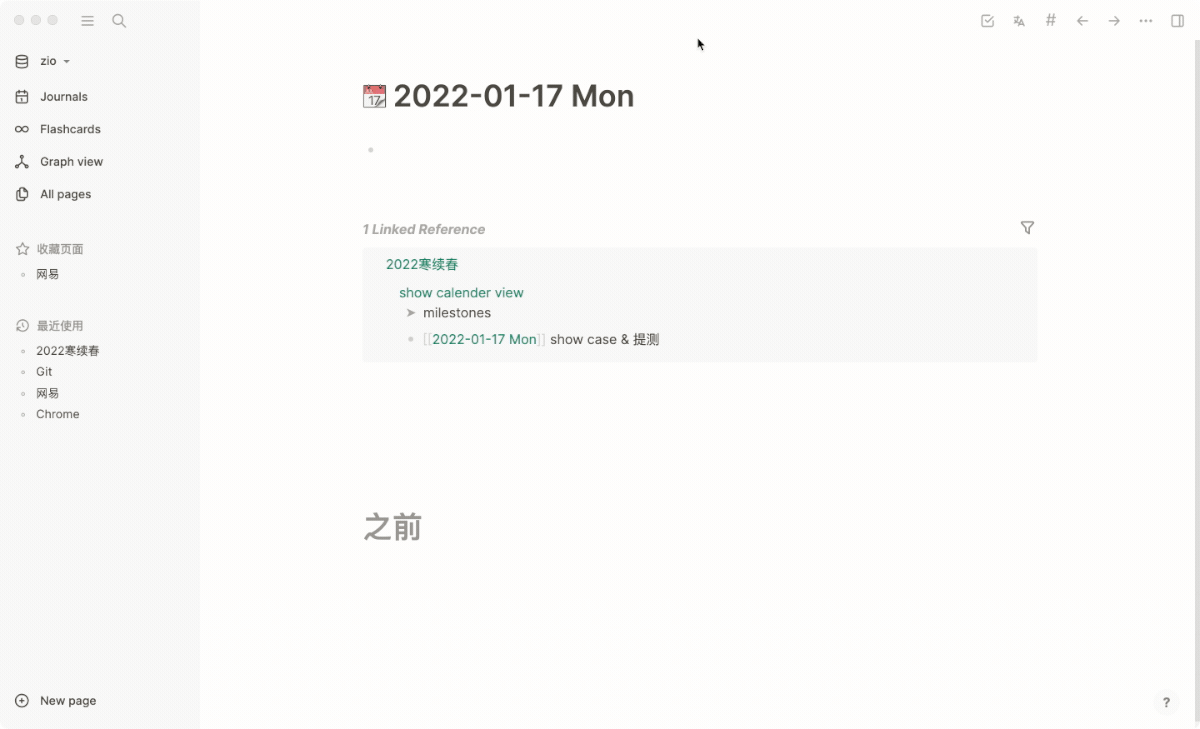 zio
Journals
Flashcards
Graph view
All pages
收藏页面
网易
最近使用
2022寒续春
Git
网易
Chrome
New page
17
2022-01-17 Mon
1 Linked Reference
2022寒续春
show calender view
milestones
[[2022-01-17 Mon]] show case & 提测
之前
#
?